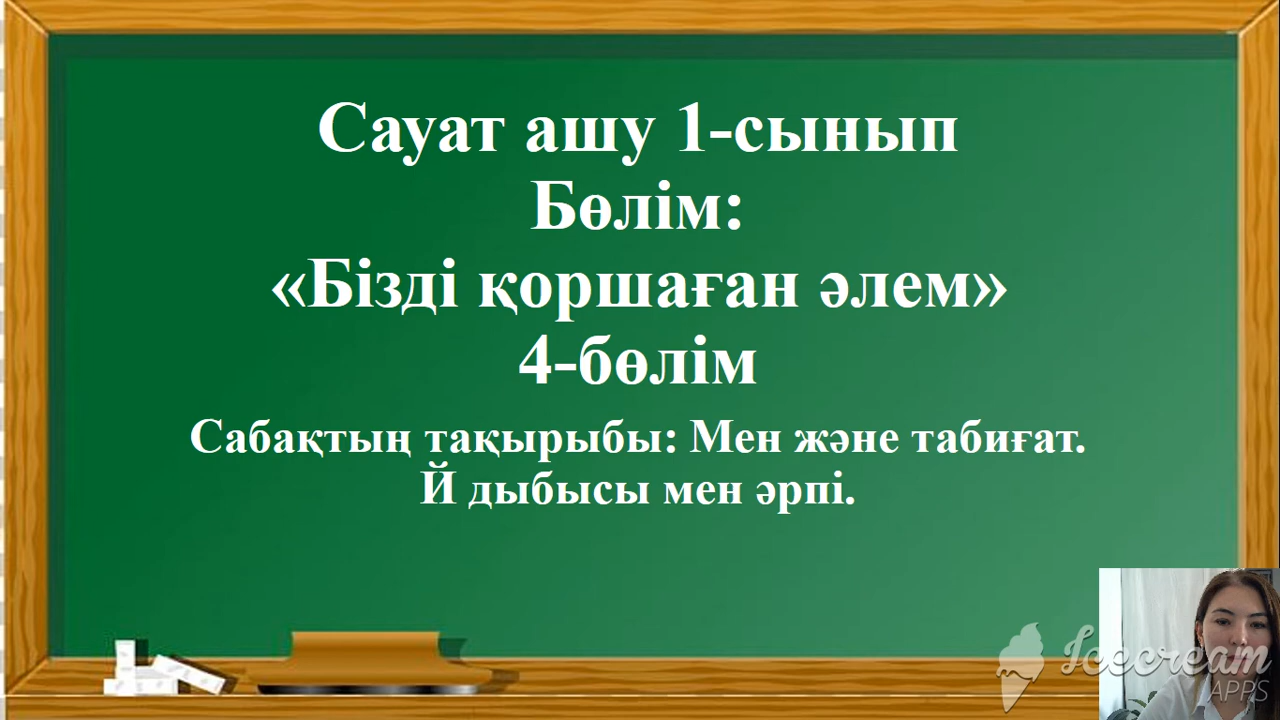 Сауат ашу 1-сынып
Бөлім:
«Бізді қоршаған әлем»
4-бөлім
Сабақтың тақырыбы: Мен және табиғат.
Й дыбысы мен әрпі.
Icecream
APPS